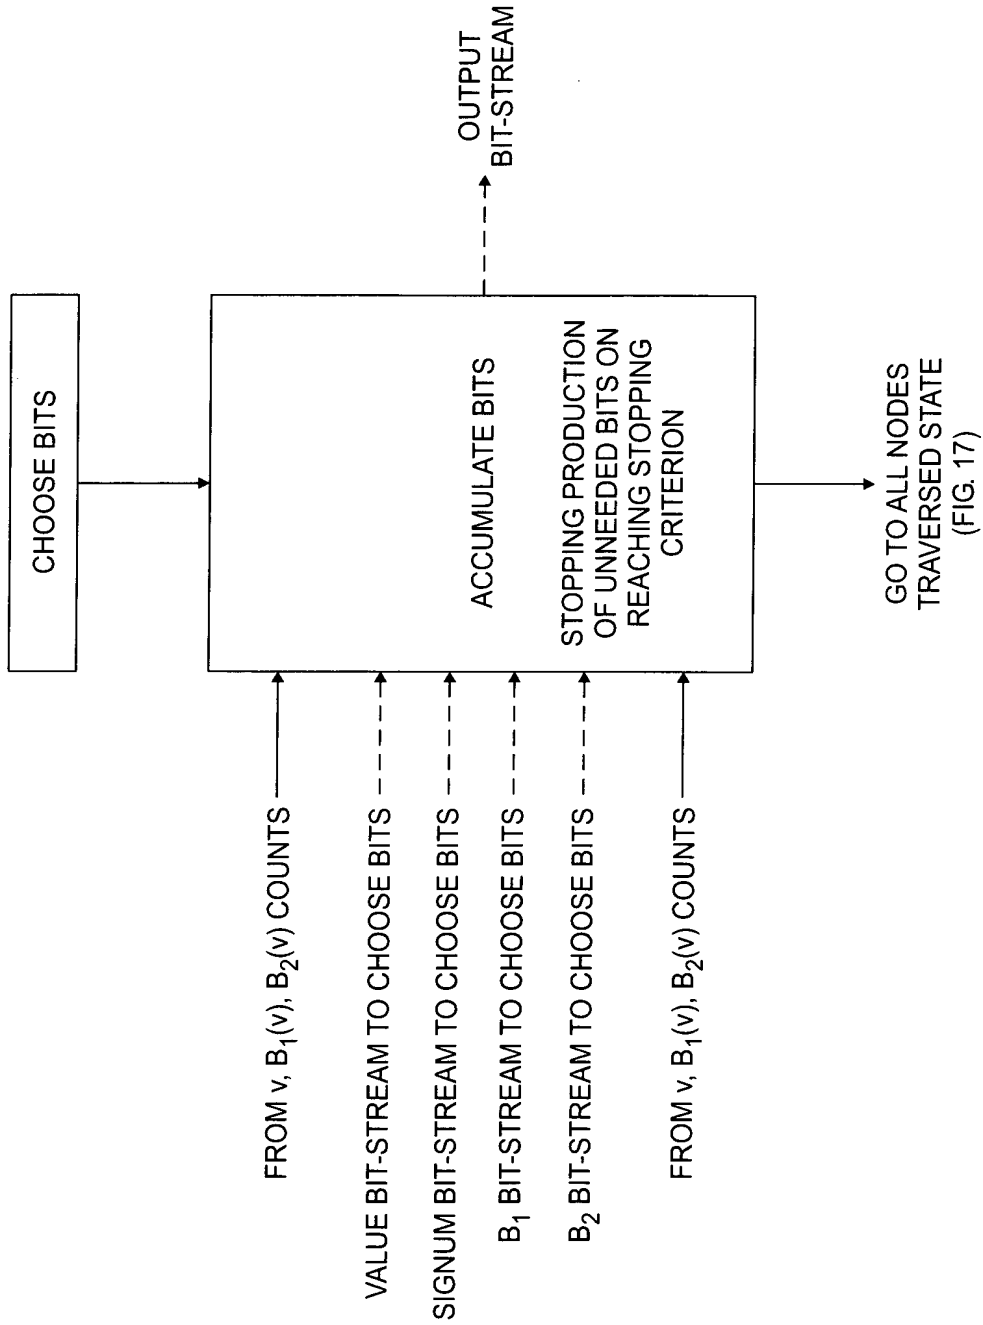 CHOOSE BITS
FROM v, B₁(v), B₂(v) COUNTS
VALUE BIT-STREAM TO CHOOSE BITS
SIGNUM BIT-STREAM TO CHOOSE BITS
B₁ BIT-STREAM TO CHOOSE BITS
B₂ BIT-STREAM TO CHOOSE BITS
FROM v, B₁(v), B₂(v) COUNTS
ACCUMULATE BITS
STOPPING PRODUCTION
OF UNNEEDED BITS ON
REACHING STOPPING
CRITERION
OUTPUT
BIT-STREAM
GO TO ALL NODES
TRAVERSED STATE
(FIG. 17)